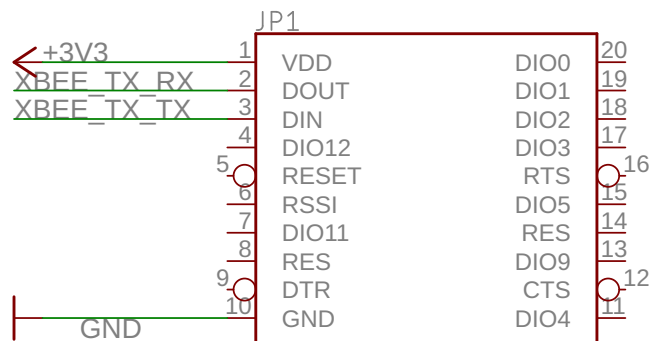 JP1
+3V3 1 VDD DIO0 20
XBEE_TX_RX 2 DOUT DIO1 19
XBEE_TX_TX 3 DIN DIO2 18
4 DIO12 DIO3 17
5 RESET RTS 16
6 RSSI DIO5 15
7 DIO11 RES 14
8 RES DIO9 13
9 DTR CTS 12
10 GND DIO4 11
GND